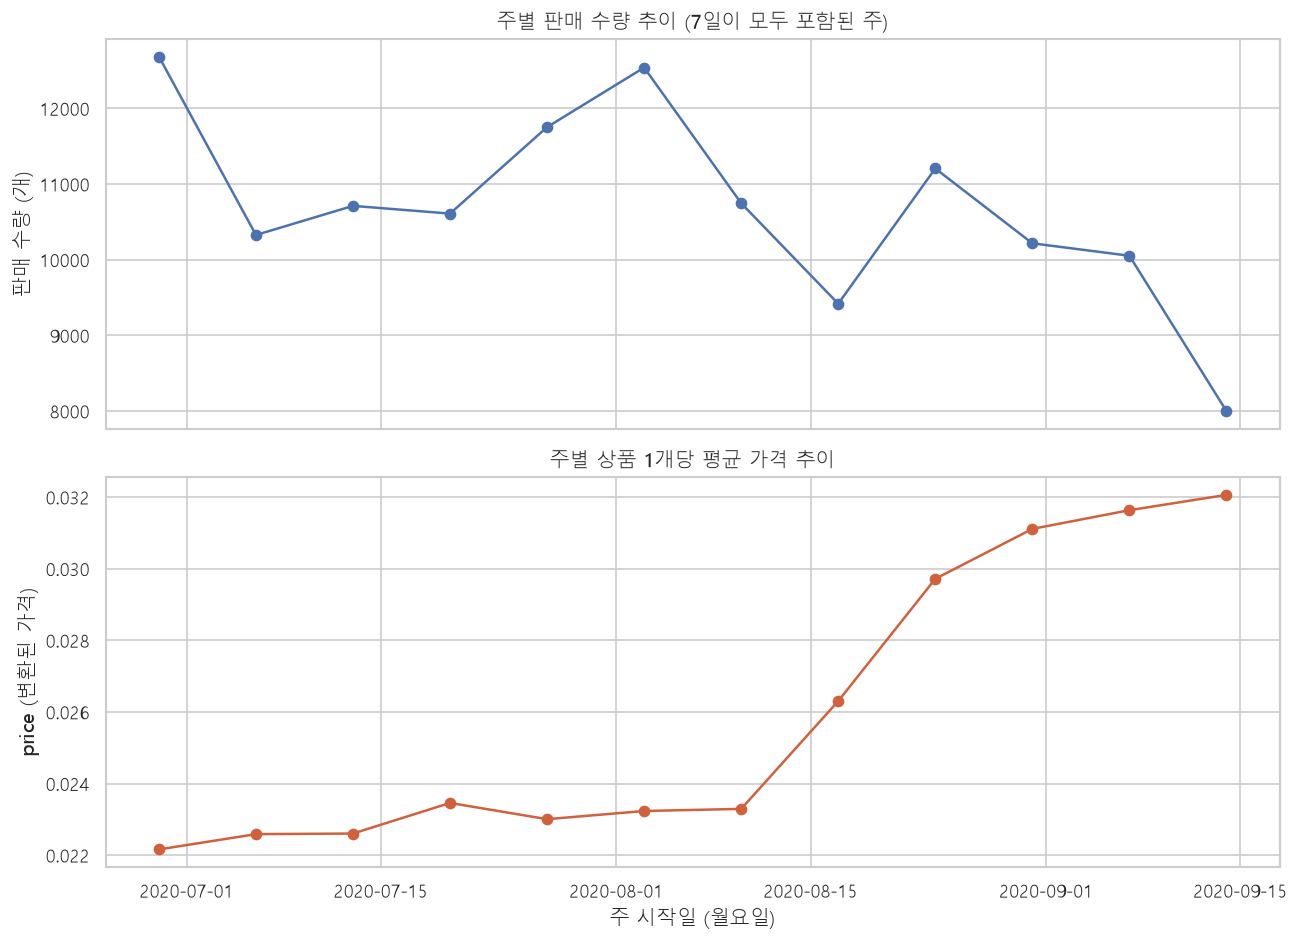 주별 판매 수량 추이 (7일이 모두 포함된 주)
판매 수량 (개)
12000
11000
10000
9000
8000
주별 상품 1개당 평균 가격 추이
price (변환된 가격)
0.032
0.030
0.028
0.026
0.024
0.022
2020-07-01 2020-07-15 2020-08-01 2020-08-15 2020-09-01 2020-09-15
주 시작일 (월요일)